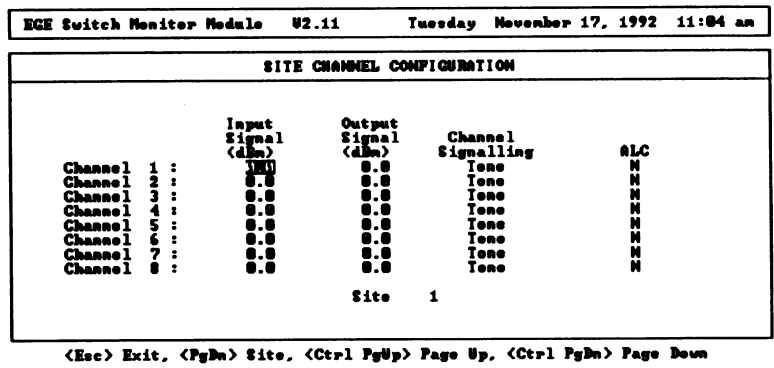 EGE Switch Monitor Module V2.11 Tuesday November 17, 1992 11:04 am
SITE CHANNEL CONFIGURATION
Input Output
Signal Signal Channel
(dBm) (dBm) Signalling ALC
Channel 1 : 0.0 Tone N
Channel 2 : 0.0 0.0 Tone N
Channel 3 : 0.0 0.0 Tone N
Channel 4 : 0.0 0.0 Tone N
Channel 5 : 0.0 0.0 Tone N
Channel 6 : 0.0 0.0 Tone N
Channel 7 : 0.0 0.0 Tone N
Channel 8 : 0.0 0.0 Tone N
Site 1
<Esc> Exit, <PgDn> Site, <Ctrl PgUp> Page Up, <Ctrl PgDn> Page Down